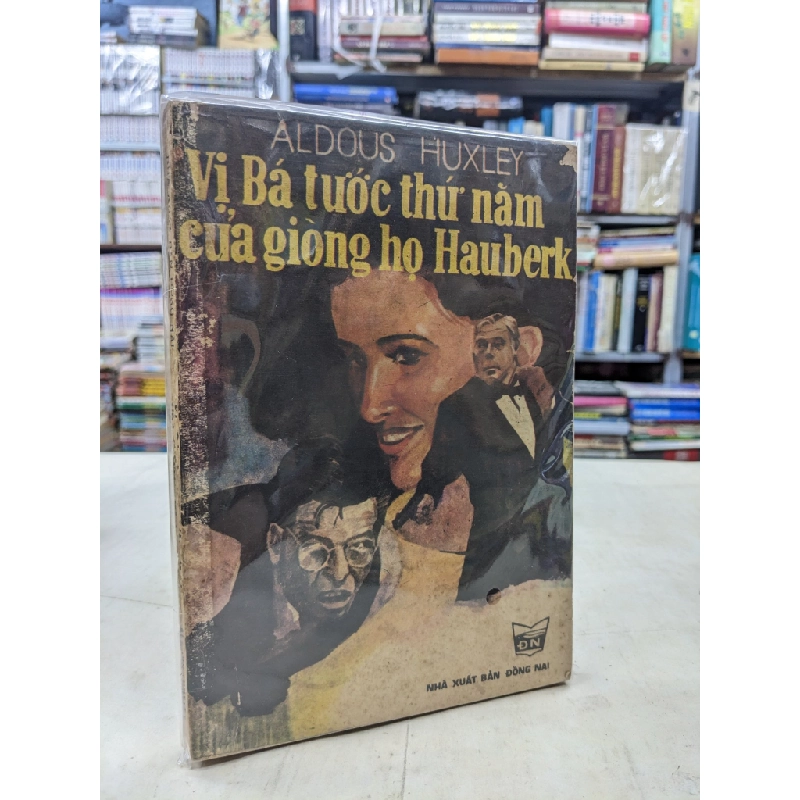 ALDOUS HUXLEY
Vị Bá tước thứ năm
của giòng họ Hauberk
ĐN
NHÀ XUẤT BẢN ĐỒNG NAI